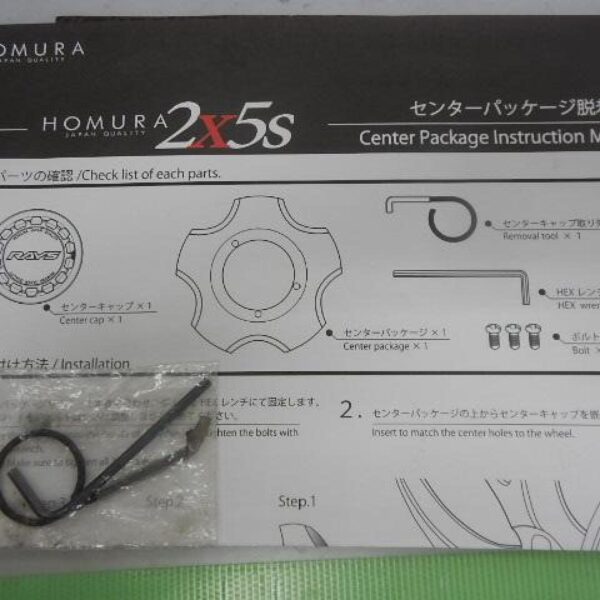 HOMURA
JAPAN QUALITY
HOMURA 2x5s
JAPAN QUALITY
センターパッケージ脱
Center Package Instruction M
パーツの確認 /Check list of each parts.
RAYS
センターキャップ × 1
Center cap × 1
センターパッケージ × 1
Center package × 1
センターキャップ取り
Removal tool × 1
HEX レン
HEX wren
ボルト
Bolt ×
付け方法 / Installation
HEX レンチにて固定します。
さい。
ghten the bolts with
Step.2
Step.1
2. センターパッケージの上からセンターキャップを嵌
Insert to match the center holes to the wheel.